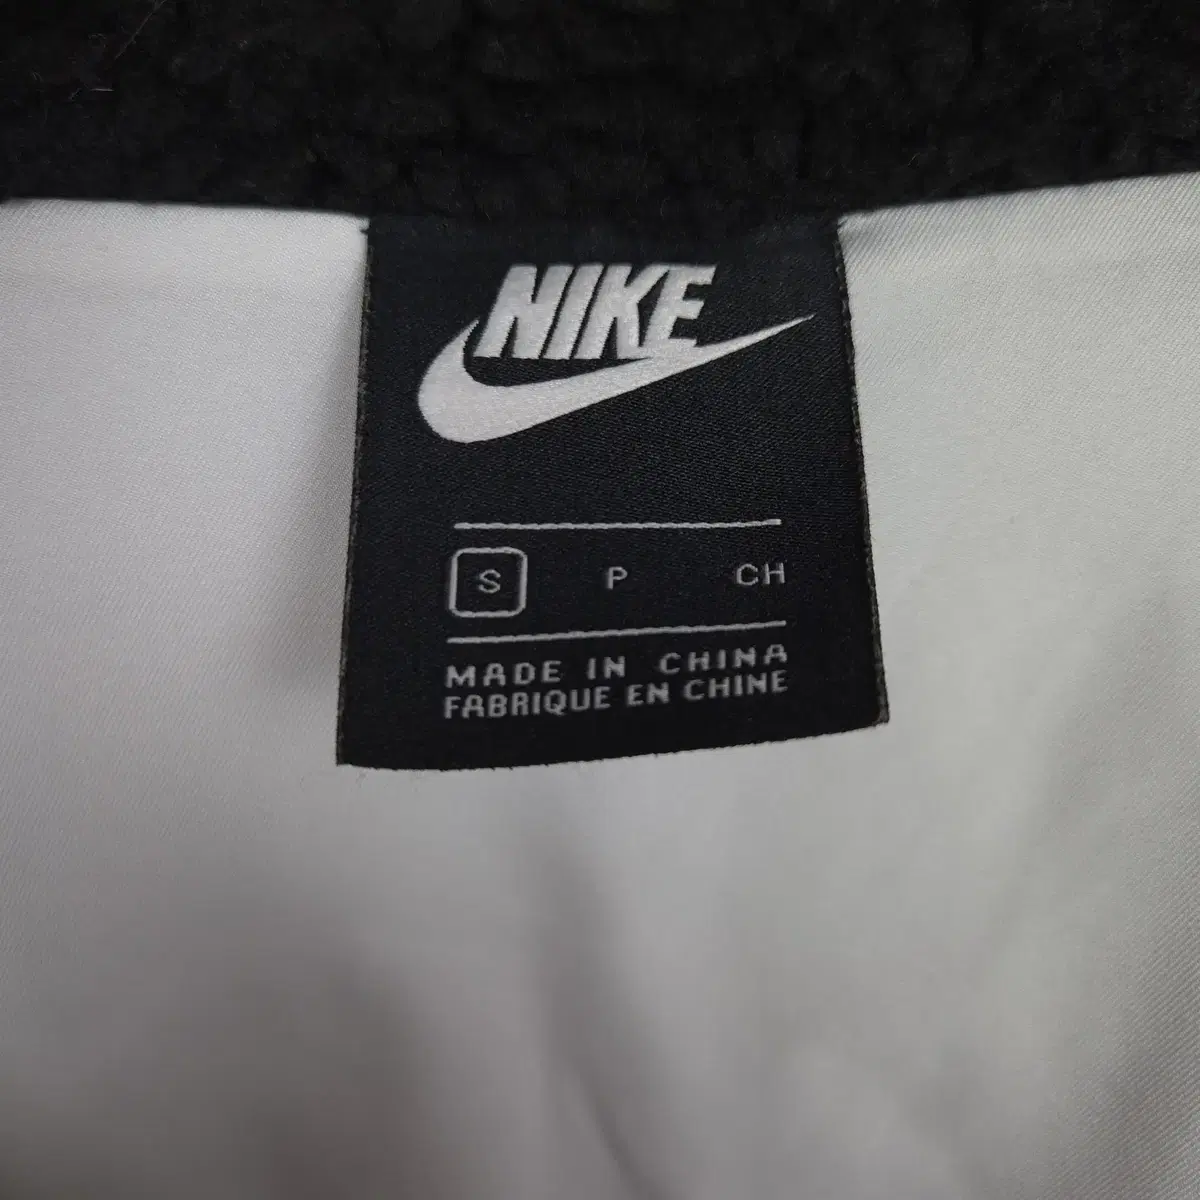 NIKE
S P CH
MADE IN CHINA
FABRIQUE EN CHINE